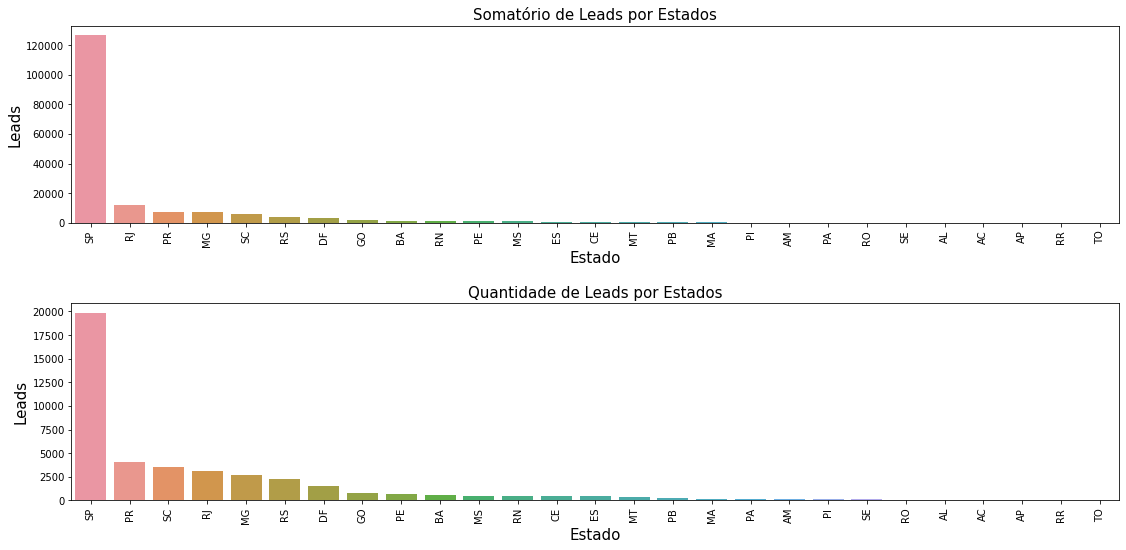 Somatório de Leads por Estados
120000
100000
80000
60000
40000
20000
0
Leads
SP RJ PR MG SC RS DF GO BA RN PE MS ES CE MT PB MA PI AM PA RO SE AL AC AP RR TO
Estado
Quantidade de Leads por Estados
20000
17500
15000
12500
10000
7500
5000
2500
0
Leads
SP PR SC RJ MG RS DF GO PE BA MS RN CE ES MT PB MA PA AM PI SE RO AL AC AP RR TO
Estado